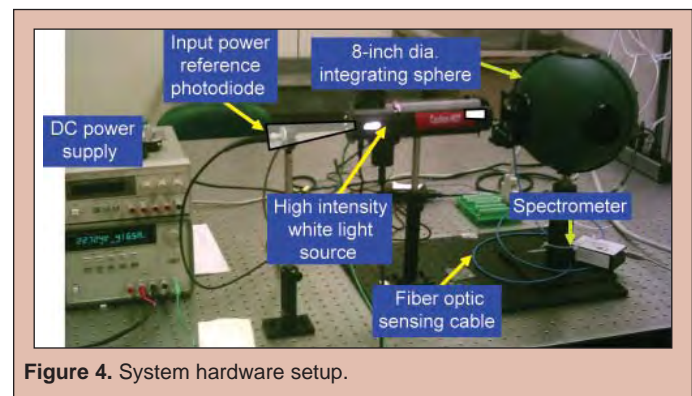 Input power
reference
photodiode
8-inch dia.
integrating sphere
DC power
supply
High intensity
white light
source
Spectrometer
Fiber optic
sensing cable
Figure 4. System hardware setup.